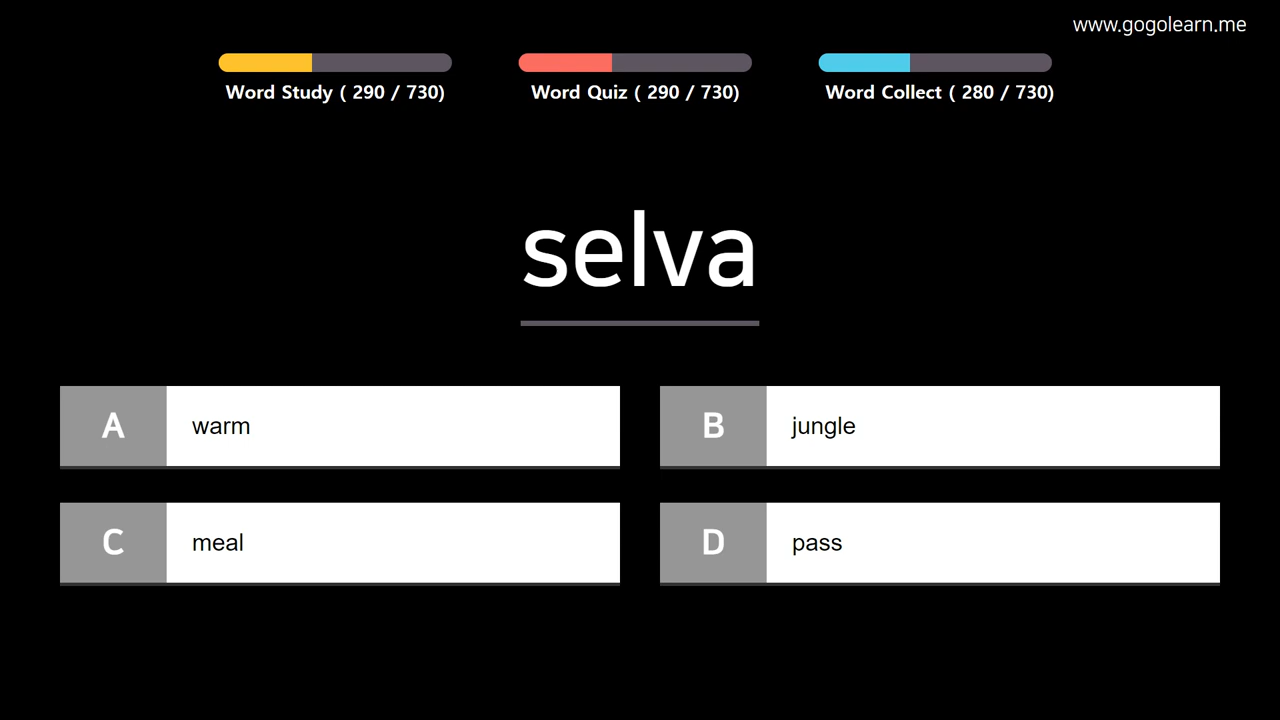 www.gogolearn.me
Word Study ( 290 / 730)
Word Quiz ( 290 / 730)
Word Collect ( 280 / 730)
selva
A warm
B jungle
C meal
D pass